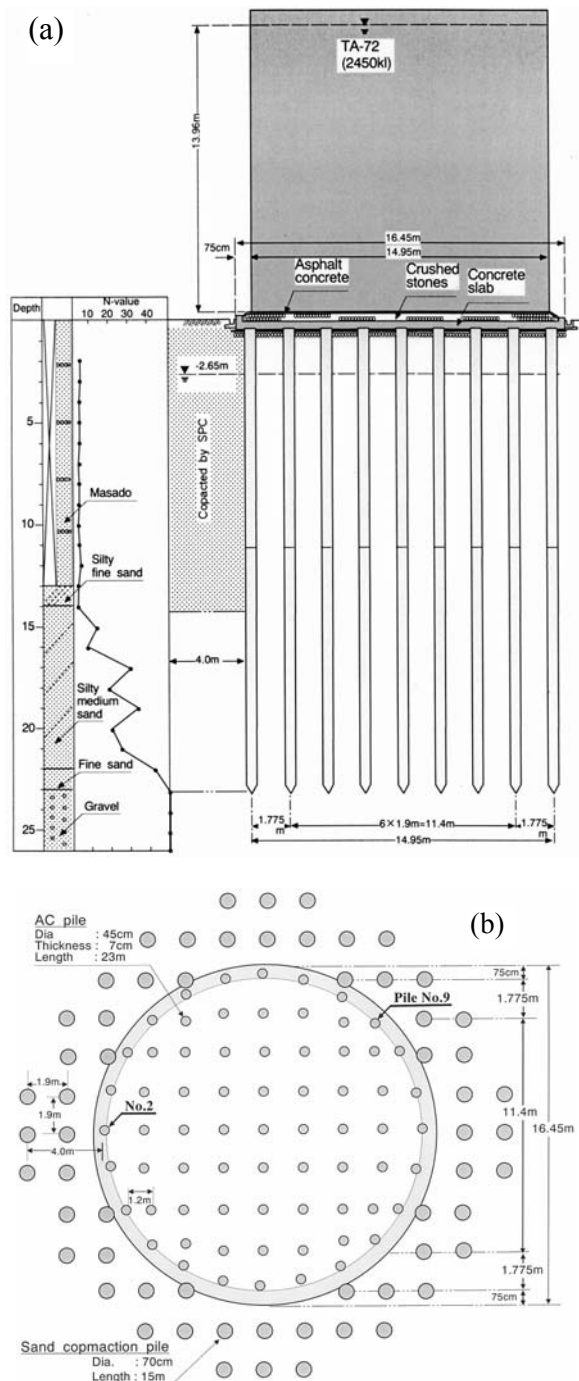 (a)
TA-72
(2450kl)
13.96m
16.45m
14.95m
75cm
Asphalt
concrete
Crushed
stones
Concrete
slab
Depth
N-value
10 20 30 40
-2.65m
5
10
15
20
25
Copacted by SPC
Masado
Silty
fine sand
Silty
medium
sand
Fine sand
Gravel
4.0m
1.775
m
6×1.9m=11.4m
1.775
m
14.95m
(b)
AC pile
Dia : 45cm
Thickness : 7cm
Length : 23m
Pile No.9
75cm
1.775m
1.9m
1.9m
No.2
4.0m
11.4m
16.45m
1.2m
1.775m
75cm
Sand copmaction pile
Dia. : 70cm
Length : 15m